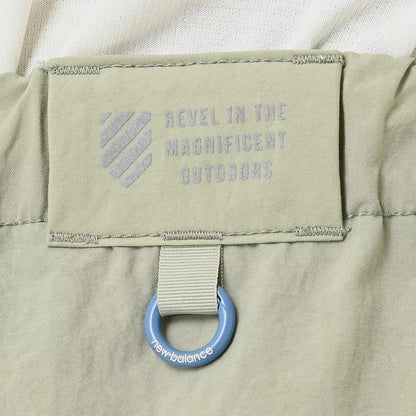 REVEL IN THE
MAGNIFICENT
OUTDOORS
new balance